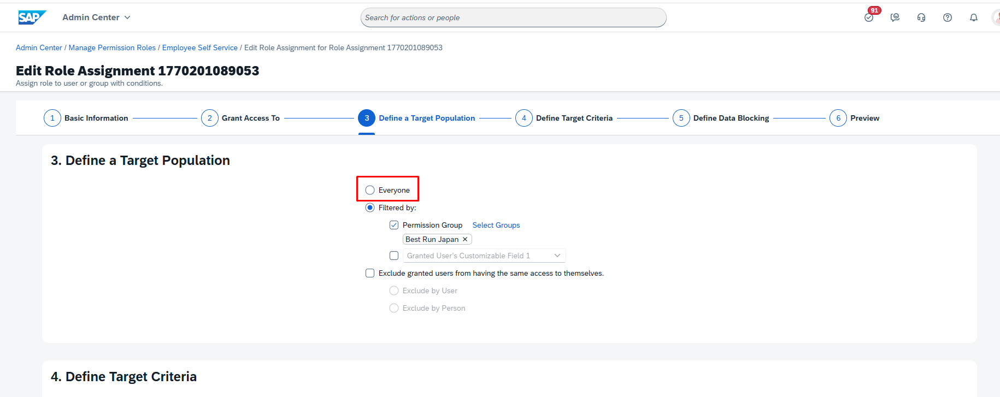 SAP Admin Center
Search for actions or people
91
Admin Center / Manage Permission Roles / Employee Self Service / Edit Role Assignment for Role Assignment 1770201089053
Edit Role Assignment 1770201089053
Assign role to user or group with conditions.
1 Basic Information 2 Grant Access To 3 Define a Target Population 4 Define Target Criteria 5 Define Data Blocking 6 Preview
3. Define a Target Population
Everyone
Filtered by:
Permission Group Select Groups
Best Run Japan
Granted User's Customizable Field 1
Exclude granted users from having the same access to themselves.
Exclude by User
Exclude by Person
4. Define Target Criteria